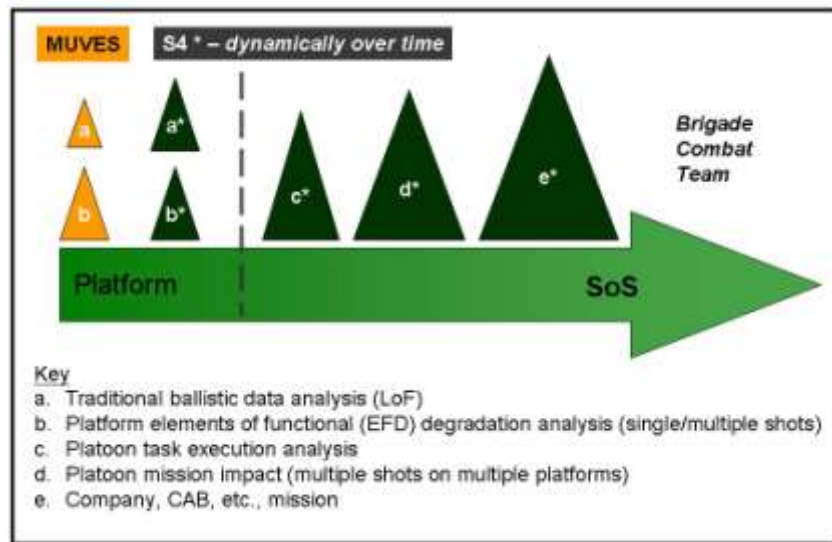 MUVES
S4 * – dynamically over time
a
a*
b
b*
c*
d*
e*
Brigade
Combat
Team
Platform
SoS
Key
a. Traditional ballistic data analysis (LoF)
b. Platform elements of functional (EFD) degradation analysis (single/multiple shots)
c. Platoon task execution analysis
d. Platoon mission impact (multiple shots on multiple platforms)
e. Company, CAB, etc., mission